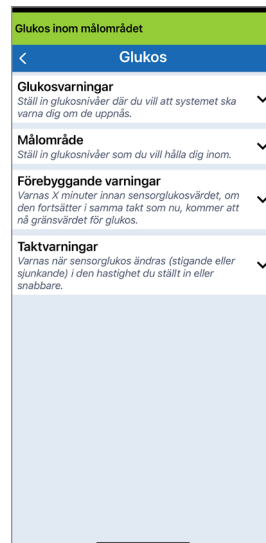 Glukos inom målområdet
Glukos
Glukosvarningar
Ställ in glukosnivåer där du vill att systemet ska
varna dig om de uppnås.
Målområde
Ställ in glukosnivåer som du vill hålla dig inom.
Förebyggande varningar
Varnas X minuter innan sensorglukosvärdet, om
den fortsätter i samma takt som nu, kommer att
nå gränsvärdet för glukos.
Taktvarningar
Varnas när sensorglukos ändras (stigande eller
sjunkande) i den hastighet du ställt in eller
snabbare.